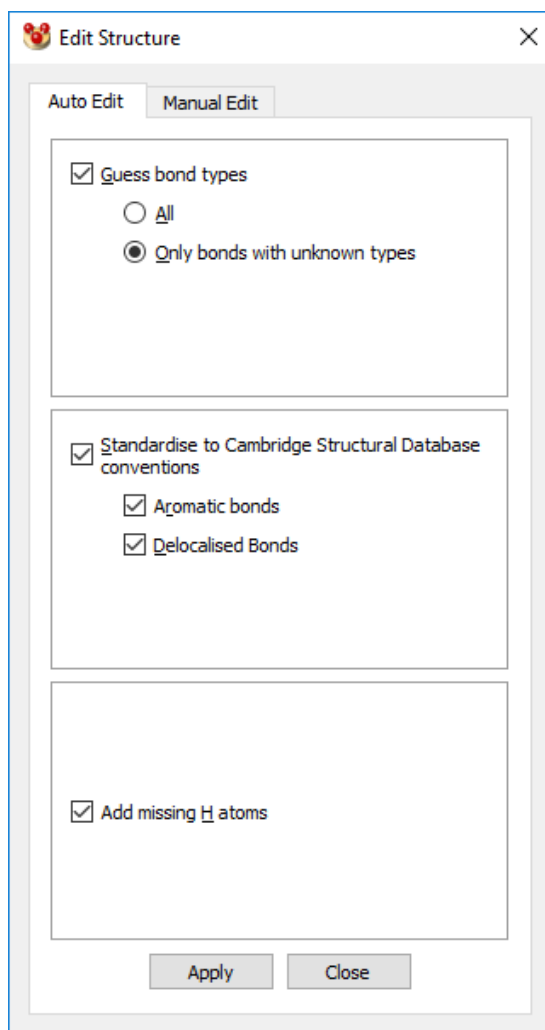 Edit Structure
Auto Edit
Manual Edit
Guess bond types
All
Only bonds with unknown types
Standardise to Cambridge Structural Database
conventions
Aromatic bonds
Delocalised Bonds
Add missing H atoms
Apply
Close